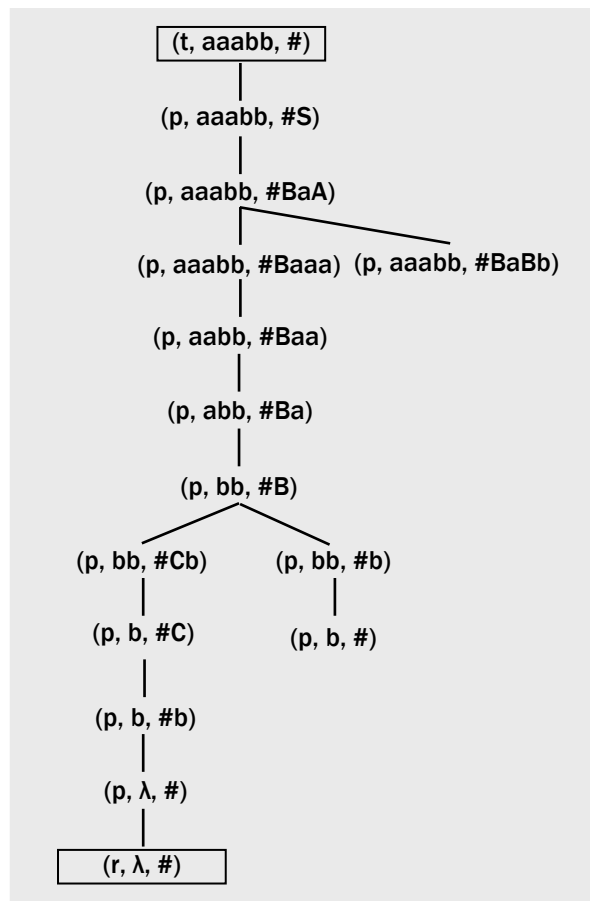 (t, aaabb, #)
(p, aaabb, #S)
(p, aaabb, #BaA)
(p, aaabb, #Baaa) (p, aaabb, #BaBb)
(p, aabb, #Baa)
(p, abb, #Ba)
(p, bb, #B)
(p, bb, #Cb) (p, bb, #b)
(p, b, #C) (p, b, #)
(p, b, #b)
(p, λ, #)
(r, λ, #)